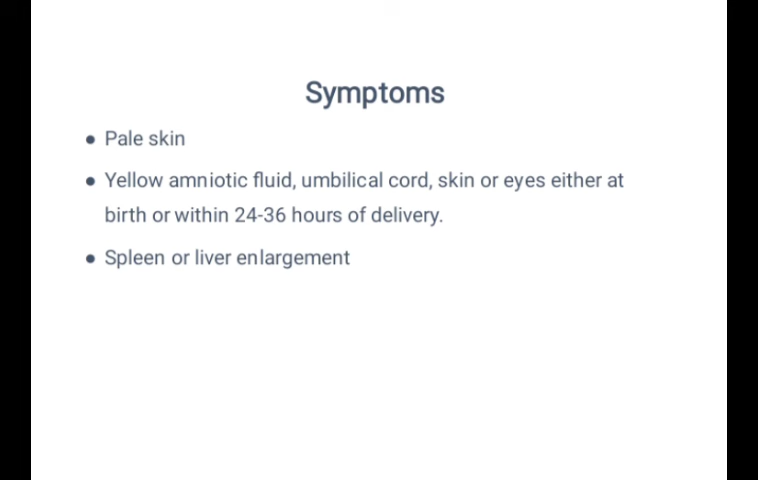 Symptoms
● Pale skin
● Yellow amniotic fluid, umbilical cord, skin or eyes either at
birth or within 24-36 hours of delivery.
● Spleen or liver enlargement